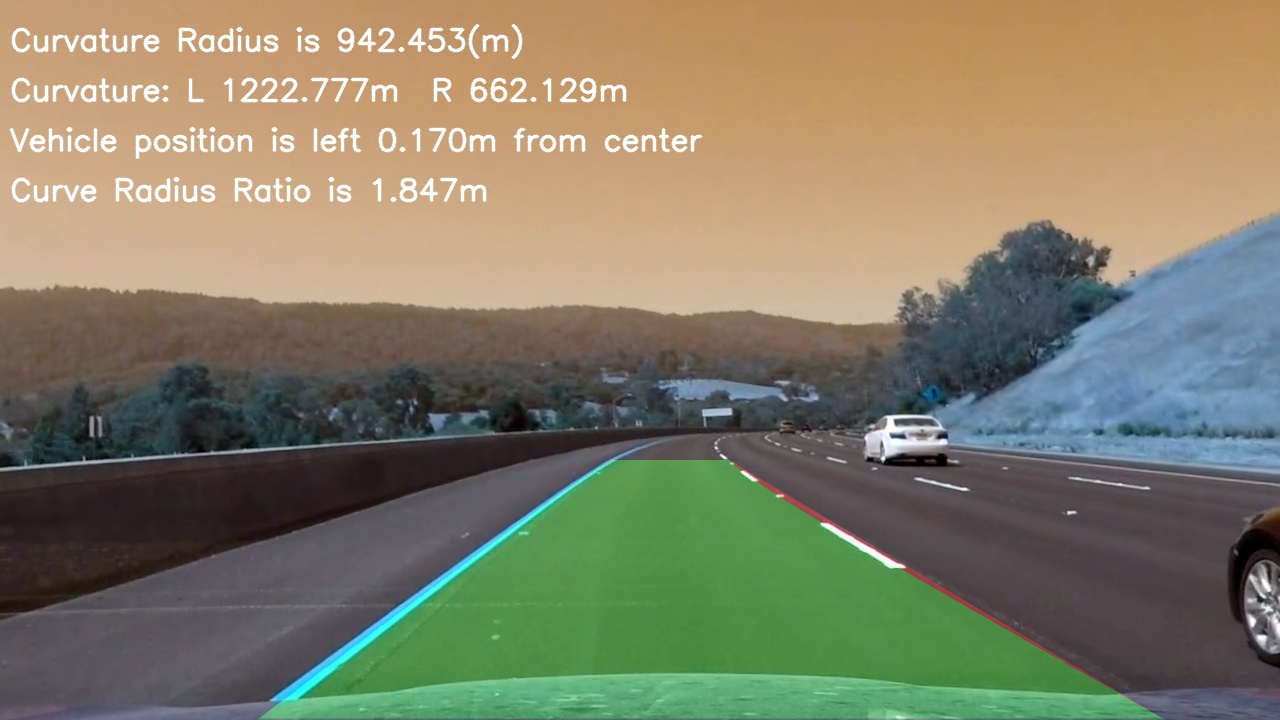 Curvature Radius is 942.453(m)
Curvature: L 1222.777m R 662.129m
Vehicle position is left 0.170m from center
Curve Radius Ratio is 1.847m